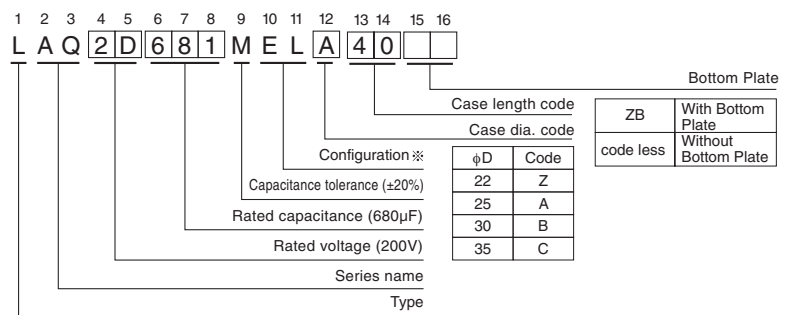 1 2 3 4 5 6 7 8 9 10 11 12 13 14 15 16
L A Q 2 D 6 8 1 M E L A 4 0
Bottom Plate
Case length code
Case dia. code
Configuration※
Capacitance tolerance (±20%)
Rated capacitance (680µF)
Rated voltage (200V)
Series name
Type
ϕD Code
22 Z
25 A
30 B
35 C
ZB With Bottom
Plate
code less Without
Bottom Plate